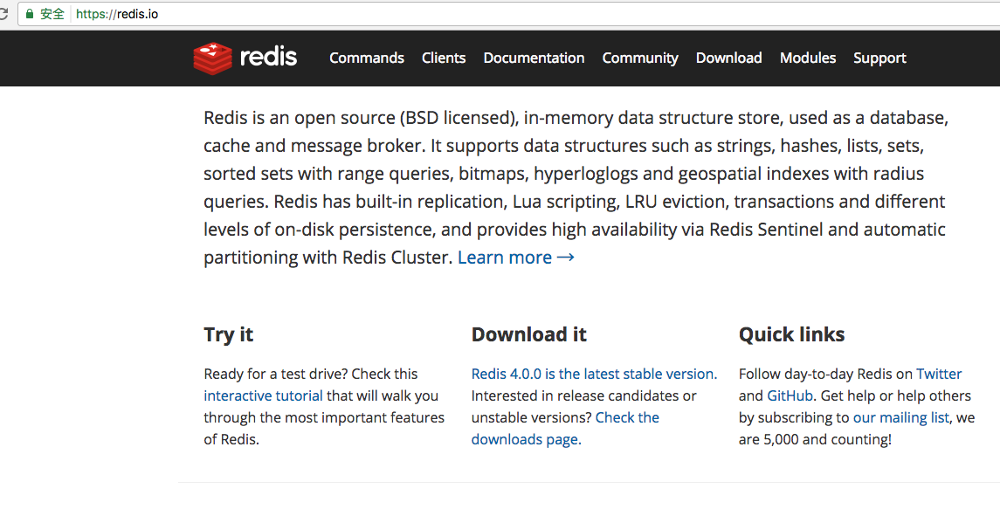 安全 https://redis.io
redis Commands Clients Documentation Community Download Modules Support
Redis is an open source (BSD licensed), in-memory data structure store, used as a database,
cache and message broker. It supports data structures such as strings, hashes, lists, sets,
sorted sets with range queries, bitmaps, hyperloglogs and geospatial indexes with radius
queries. Redis has built-in replication, Lua scripting, LRU eviction, transactions and different
levels of on-disk persistence, and provides high availability via Redis Sentinel and automatic
partitioning with Redis Cluster. Learn more →
Try it
Ready for a test drive? Check this
interactive tutorial that will walk you
through the most important features
of Redis.
Download it
Redis 4.0.0 is the latest stable version.
Interested in release candidates or
unstable versions? Check the
downloads page.
Quick links
Follow day-to-day Redis on Twitter
and GitHub. Get help or help others
by subscribing to our mailing list, we
are 5,000 and counting!